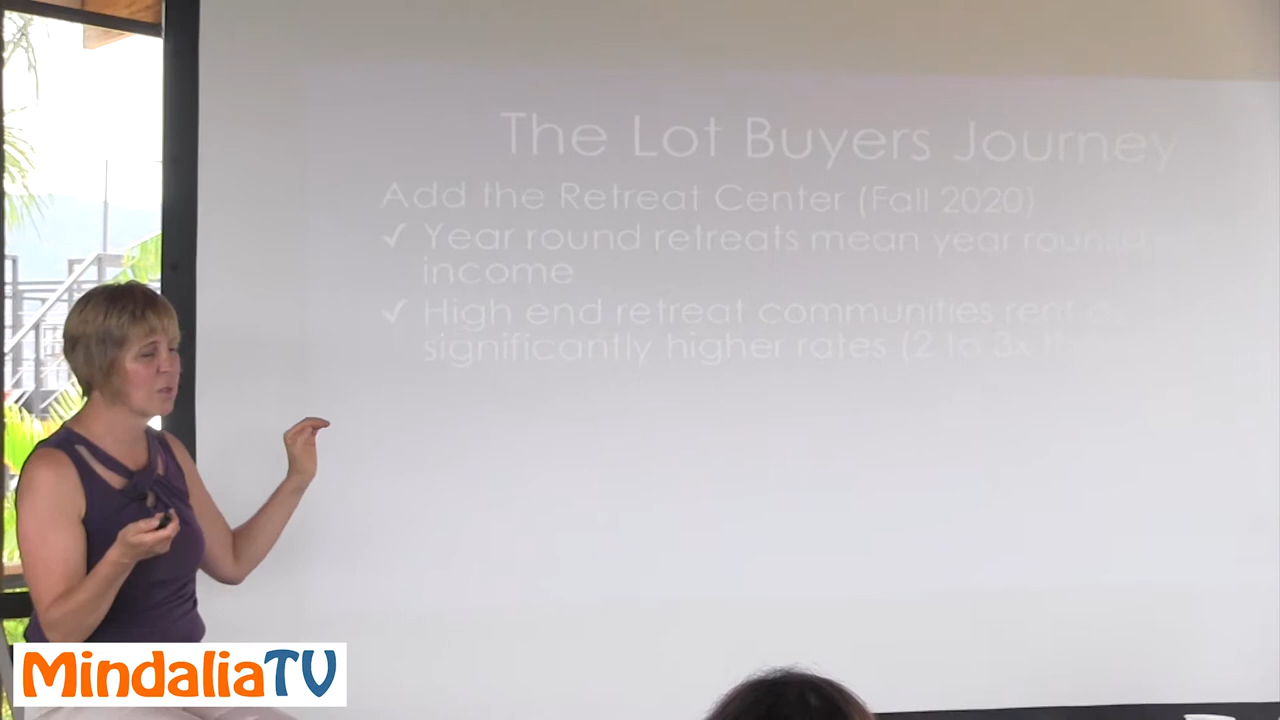 The Lot Buyers Journey
Add the Retreat Center (Fall 2020)
✓ Year round retreats mean year round
income
✓ High end retreat communities rent
significantly higher rates (2 to 3x
MindaliaTV